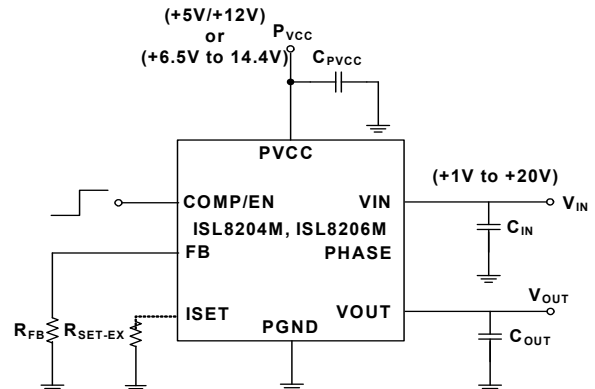 (+5V/+12V)
or
(+6.5V to 14.4V)
PVCC
CPVCC
PVCC
COMP/EN
VIN
(+1V to +20V)
VIN
ISL8204M, ISL8206M
CIN
FB
PHASE
ISET
VOUT
VOUT
RFB
RSET-EX
PGND
COUT